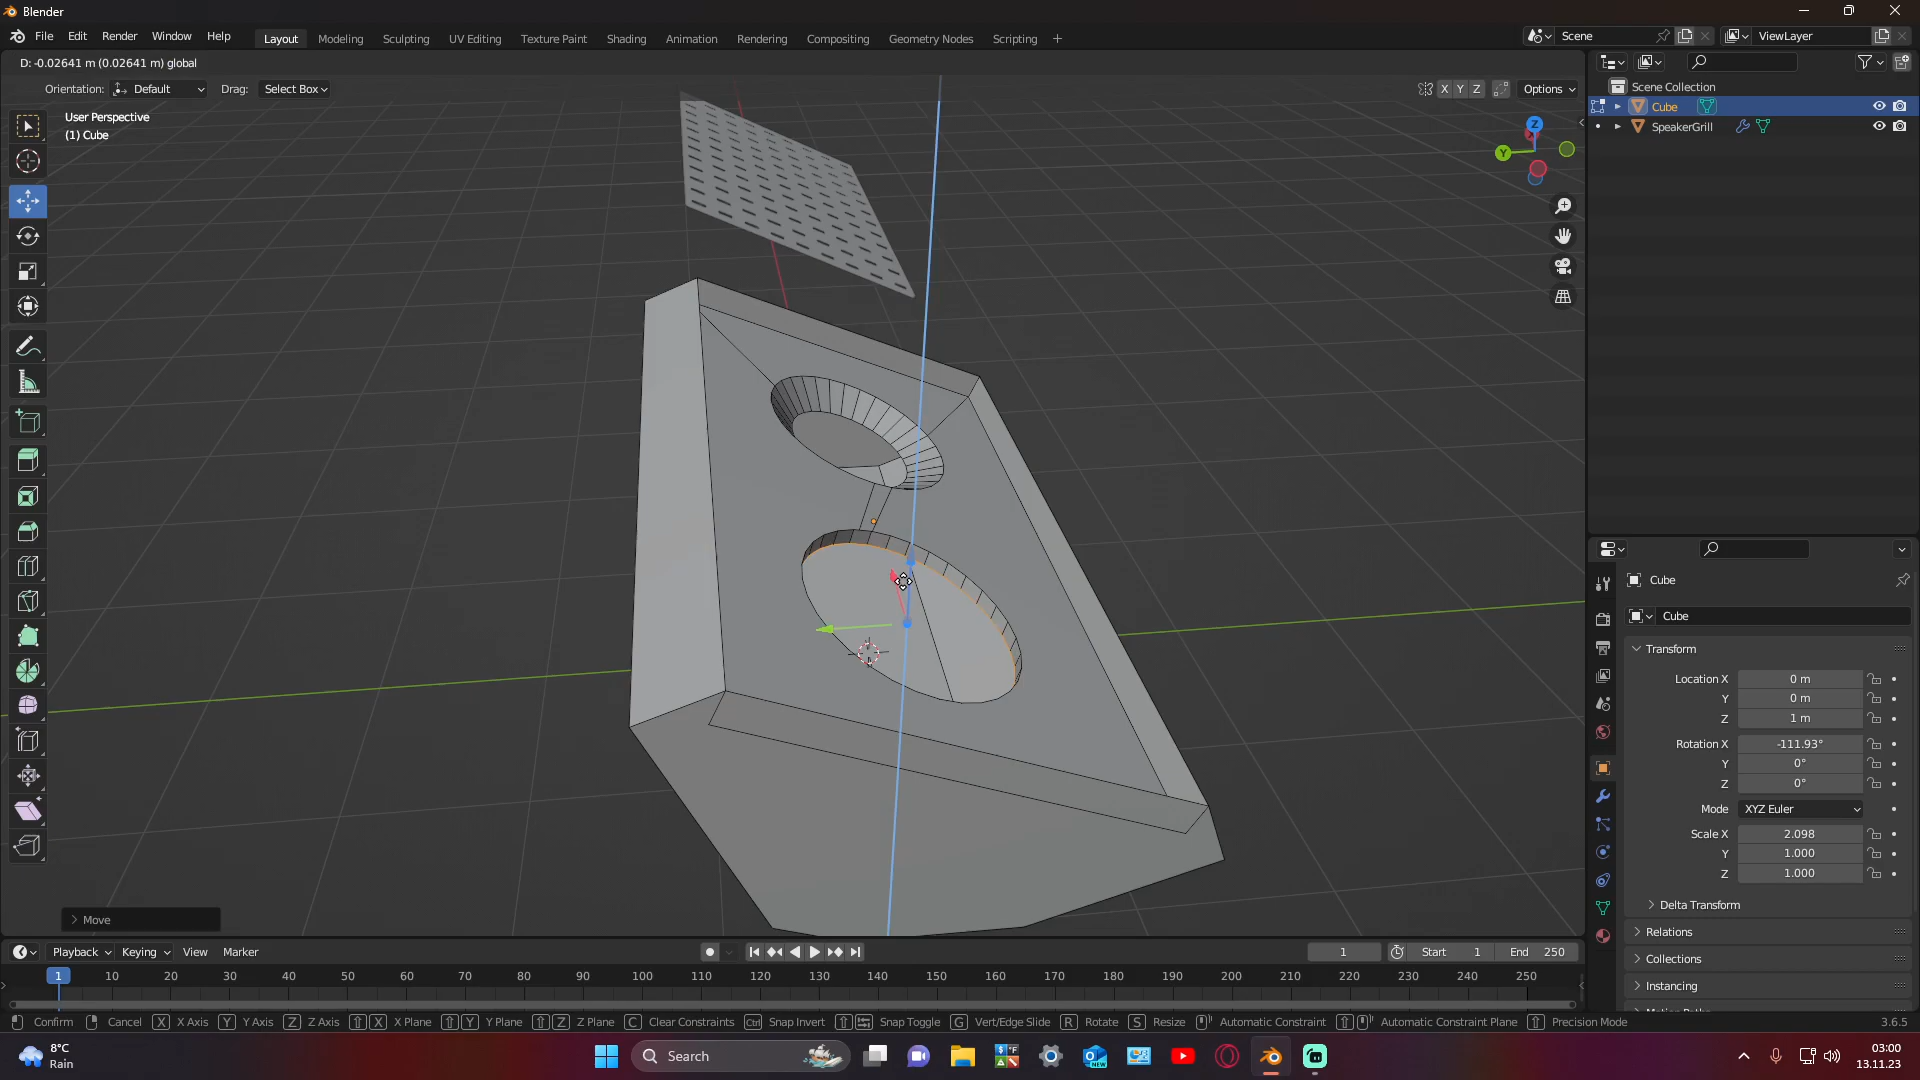 Blender
File Edit Render Window Help Layout Modeling Sculpting UV Editing Texture Paint Shading Animation Rendering Compositing Geometry Nodes Scripting + Scene ViewLayer
D: -0.02641 m (0.02641 m) global
Orientation: Default Drag: Select Box X Y Z Options
User Perspective
(1) Cube
Z
Y
Scene Collection
Cube
SpeakerGrill
Cube
Cube
Transform
Location X 0 m
Y 0 m
Z 1 m
Rotation X -111.93°
Y 0°
Z 0°
Mode XYZ Euler
Scale X 2.098
Y 1.000
Z 1.000
Delta Transform
Relations
Collections
Instancing
Move
Playback Keying View Marker 1 Start 1 End 250
1 10 20 30 40 50 60 70 80 90 100 110 120 130 140 150 160 170 180 190 200 210 220 230 240 250
Confirm Cancel X X Axis Y Y Axis Z Z Axis X X Plane Y Y Plane Z Z Plane C Clear Constraints Ctrl Snap Invert Snap Toggle G Vert/Edge Slide R Rotate S Resize Automatic Constraint Automatic Constraint Plane Precision Mode 3.6.5
8°C
Rain
Search
NEW
03:00
13.11.23